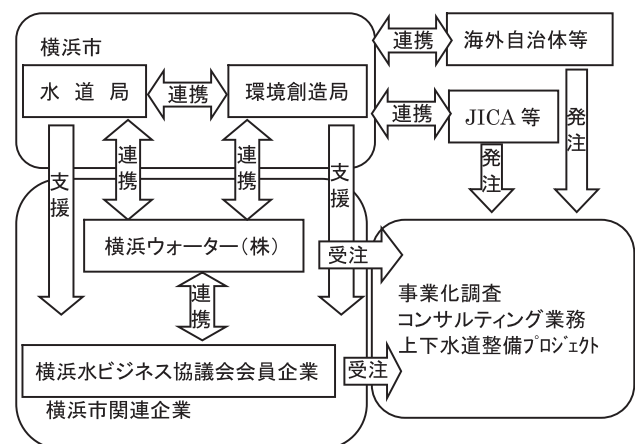 横浜市
水道局
連携
環境創造局
連携
海外自治体等
連携
JICA 等
発注
発注
支援
連携
連携
支援
横浜ウォーター(株)
受注
連携
事業化調査
コンサルティング業務
上下水道整備プロジェクト
横浜水ビジネス協議会会員企業
受注
横浜市関連企業